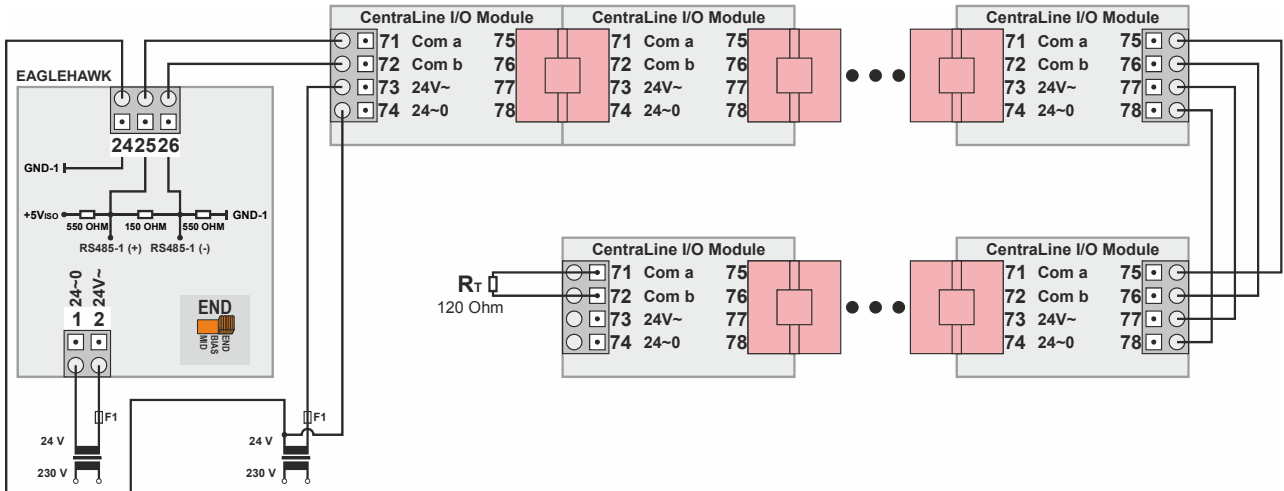 CentraLine I/O Module
71 Com a 75
72 Com b 76
73 24V~ 77
74 24~0 78
CentraLine I/O Module
71 Com a 75
72 Com b 76
73 24V~ 77
74 24~0 78
CentraLine I/O Module
71 Com a 75
72 Com b 76
73 24V~ 77
74 24~0 78
EAGLEHAWK
24 25 26
GND-1
+5VISO
550 OHM
150 OHM
550 OHM
GND-1
RS485-1 (+)
RS485-1 (-)
24~0
24V~
1 2
END
MID
BIAS
END
F1
24 V
230 V
F1
24 V
230 V
RT
120 Ohm
CentraLine I/O Module
71 Com a 75
72 Com b 76
73 24V~ 77
74 24~0 78
CentraLine I/O Module
71 Com a 75
72 Com b 76
73 24V~ 77
74 24~0 78